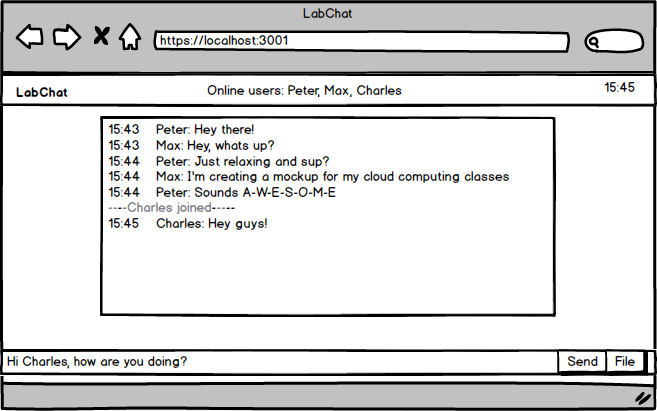 LabChat
https://localhost:3001
LabChat Online users: Peter, Max, Charles 15:45
15:43 Peter: Hey there!
15:43 Max: Hey, whats up?
15:44 Peter: Just relaxing and sup?
15:44 Max: I'm creating a mockup for my cloud computing classes
15:44 Peter: Sounds A-W-E-S-O-M-E
----Charles joined-----
15:45 Charles: Hey guys!
Hi Charles, how are you doing? Send File